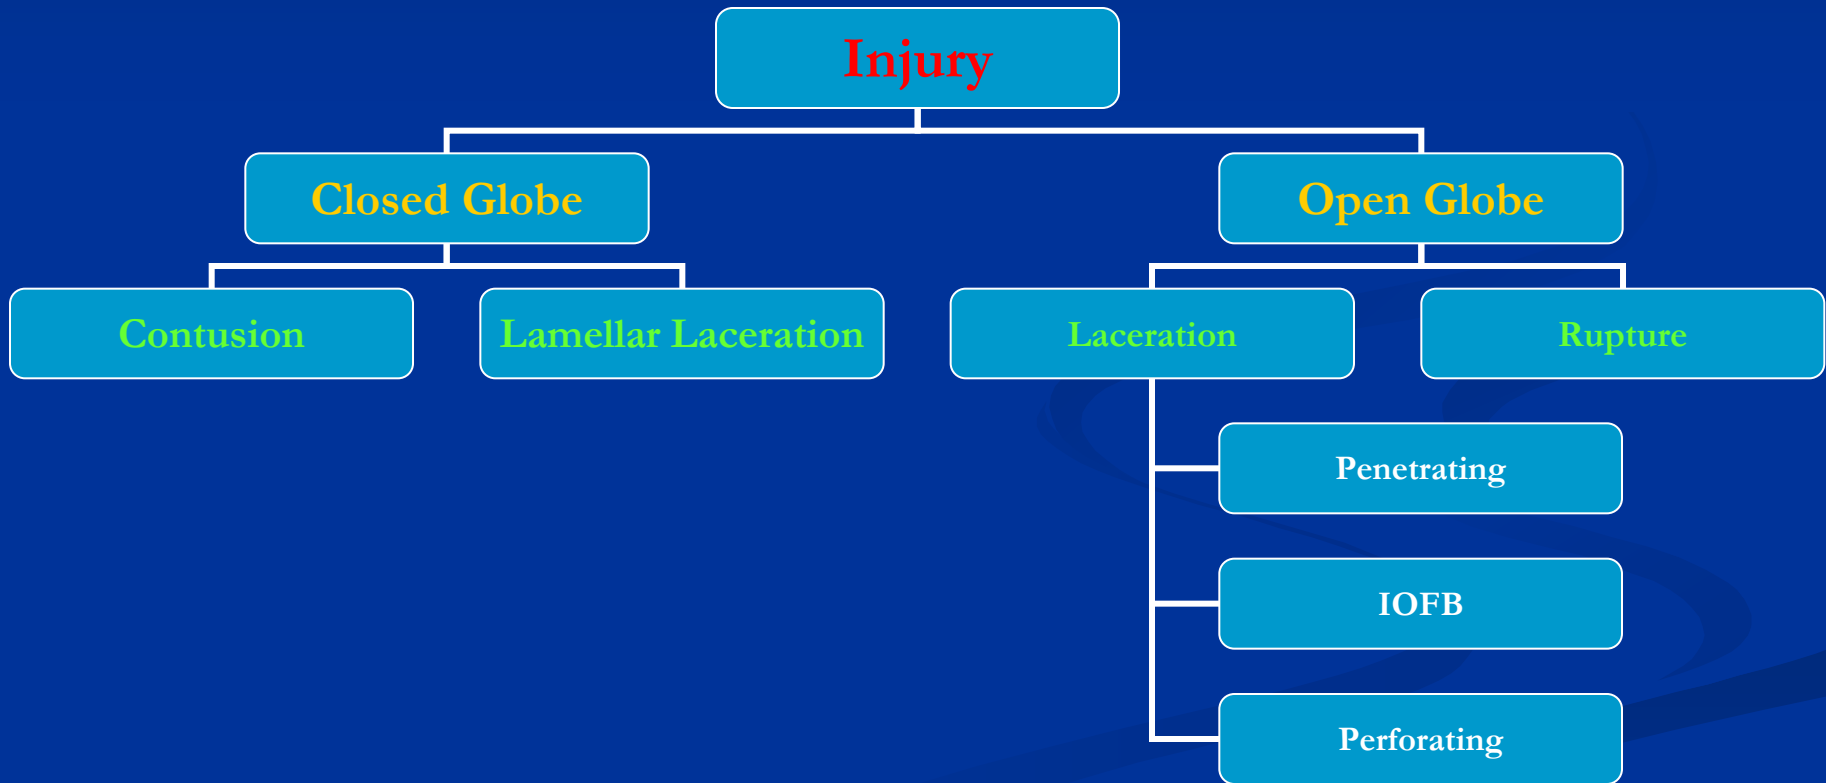 Injury
Closed Globe
Open Globe
Contusion
Lamellar Laceration
Laceration
Rupture
Penetrating
IOFB
Perforating